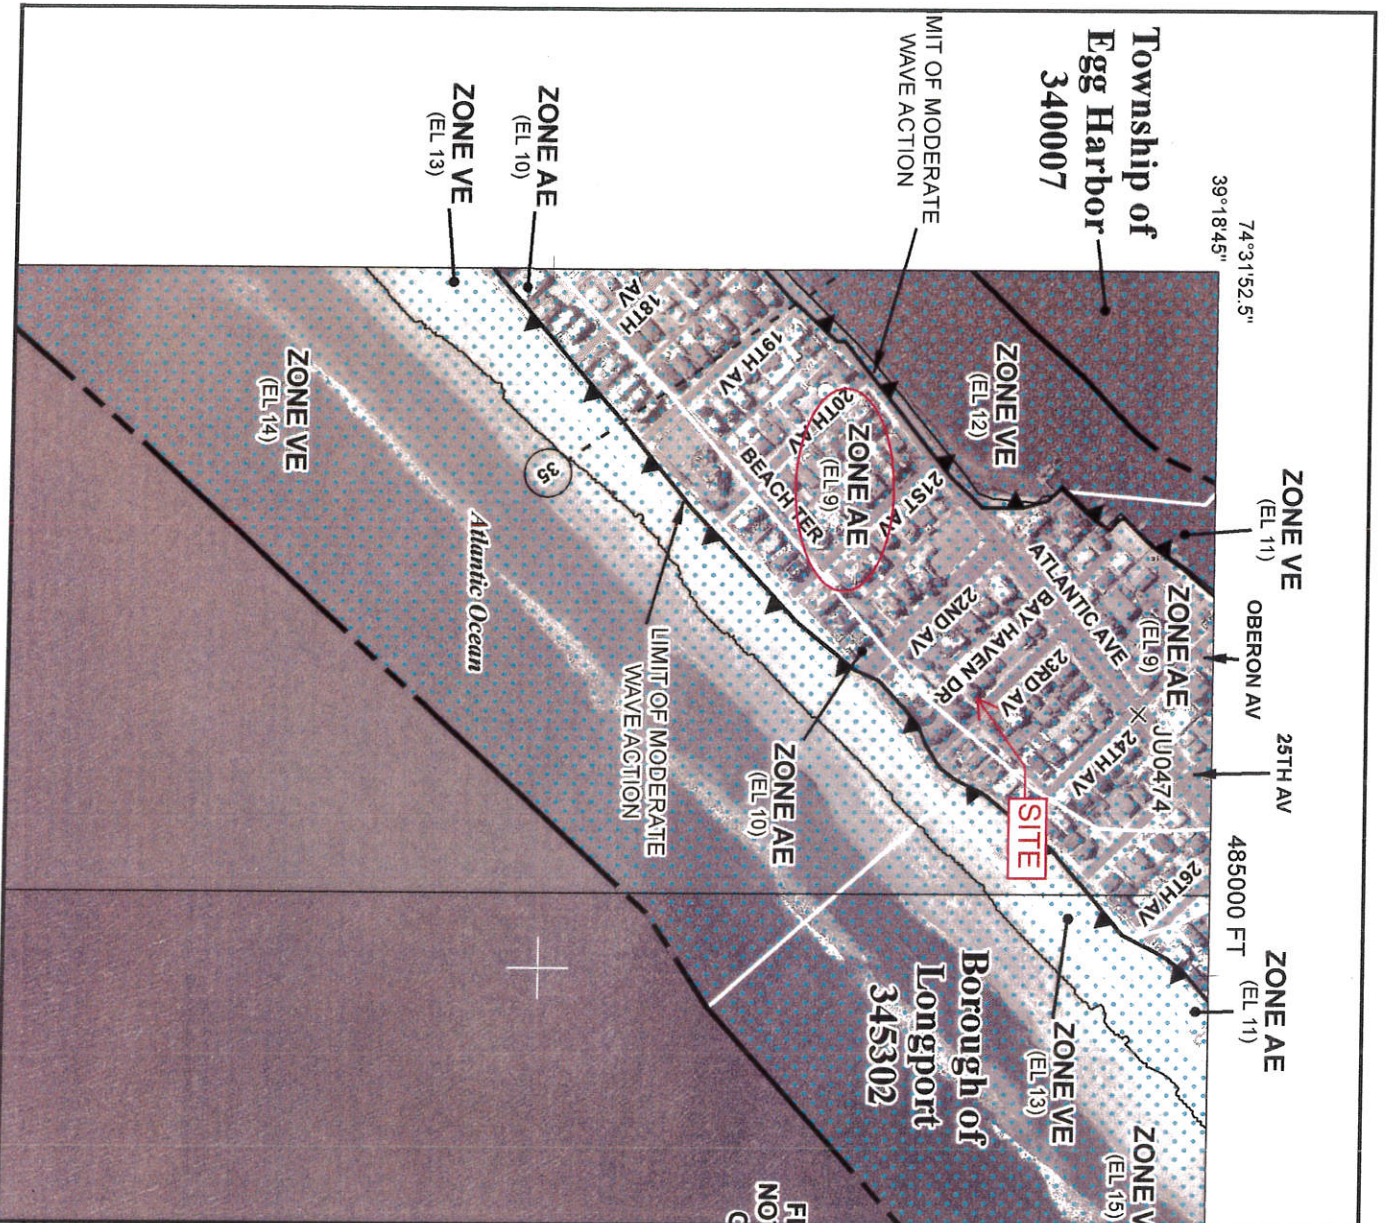 Township of
Egg Harbor
340007
74°31'52.5"
39°18'45"
MIT OF MODERATE
WAVE ACTION
ZONE AE
(EL 10)
ZONE VE
(EL 13)
ZONE VE
(EL 12)
ZONE VE
(EL 11)
OBERON AV
25TH AV
485000 FT
ZONE AE
(EL 11)
ZONE AE
(EL 9)
JU0474
ATLANTIC AVE
BAY HAVEN DR
BEACH TER
18TH
AV
19TH AV
20TH AV
21ST AV
22ND AV
23RD AV
24TH AV
26TH AV
ZONE AE
(EL 9)
SITE
35
ZONE VE
(EL 14)
Atlantic Ocean
LIMIT OF MODERATE
WAVE ACTION
ZONE AE
(EL 10)
Borough of
Longport
345302
ZONE VE
(EL 13)
ZONE V
(EL 15)